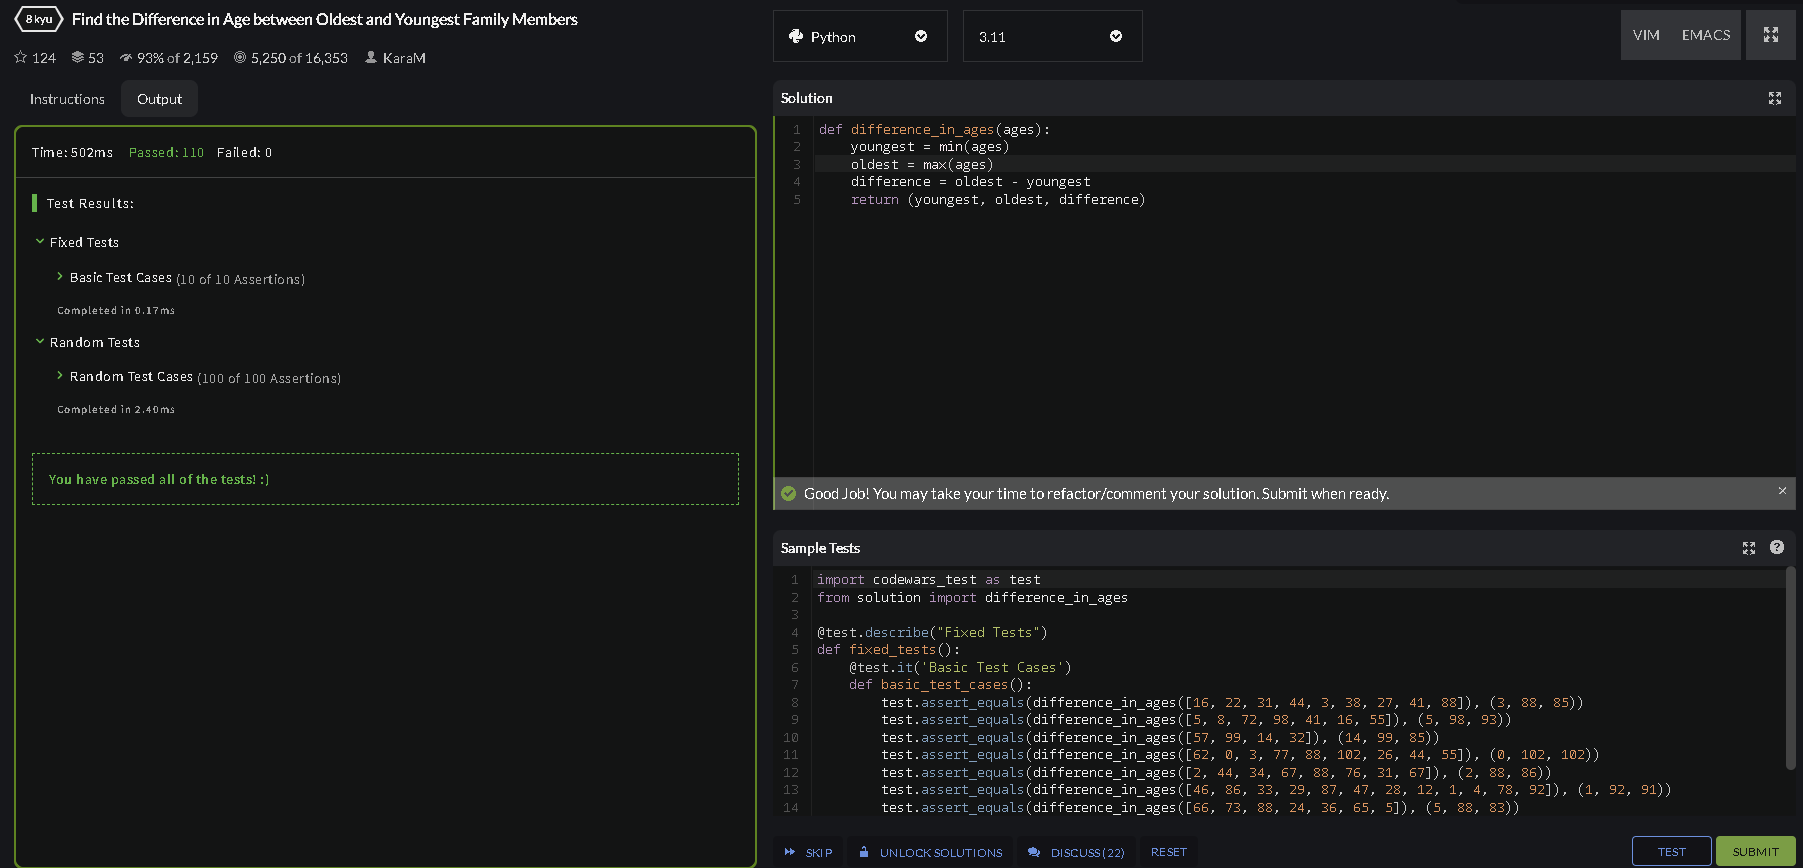 8 kyu Find the Difference in Age between Oldest and Youngest Family Members
124 53 93% of 2,159 5,250 of 16,353 KaraM
Instructions Output
Time: 502ms Passed: 110 Failed: 0
Test Results:
Fixed Tests
Basic Test Cases (10 of 10 Assertions)
Completed in 0.17ms
Random Tests
Random Test Cases (100 of 100 Assertions)
Completed in 2.40ms
You have passed all of the tests! :)
Python 3.11 VIM EMACS
Solution
1 def difference_in_ages(ages):
2 youngest = min(ages)
3 oldest = max(ages)
4 difference = oldest - youngest
5 return (youngest, oldest, difference)
Good Job! You may take your time to refactor/comment your solution. Submit when ready. ×
Sample Tests ?
1 import codewars_test as test
2 from solution import difference_in_ages
3
4 @test.describe("Fixed Tests")
5 def fixed_tests():
6 @test.it('Basic Test Cases')
7 def basic_test_cases():
8 test.assert_equals(difference_in_ages([16, 22, 31, 44, 3, 38, 27, 41, 88]), (3, 88, 85))
9 test.assert_equals(difference_in_ages([5, 8, 72, 98, 41, 16, 55]), (5, 98, 93))
10 test.assert_equals(difference_in_ages([57, 99, 14, 32]), (14, 99, 85))
11 test.assert_equals(difference_in_ages([62, 0, 3, 77, 88, 102, 26, 44, 55]), (0, 102, 102))
12 test.assert_equals(difference_in_ages([2, 44, 34, 67, 88, 76, 31, 67]), (2, 88, 86))
13 test.assert_equals(difference_in_ages([46, 86, 33, 29, 87, 47, 28, 12, 1, 4, 78, 92]), (1, 92, 91))
14 test.assert_equals(difference_in_ages([66, 73, 88, 24, 36, 65, 5]), (5, 88, 83))
SKIP UNLOCK SOLUTIONS DISCUSS (22) RESET TEST SUBMIT